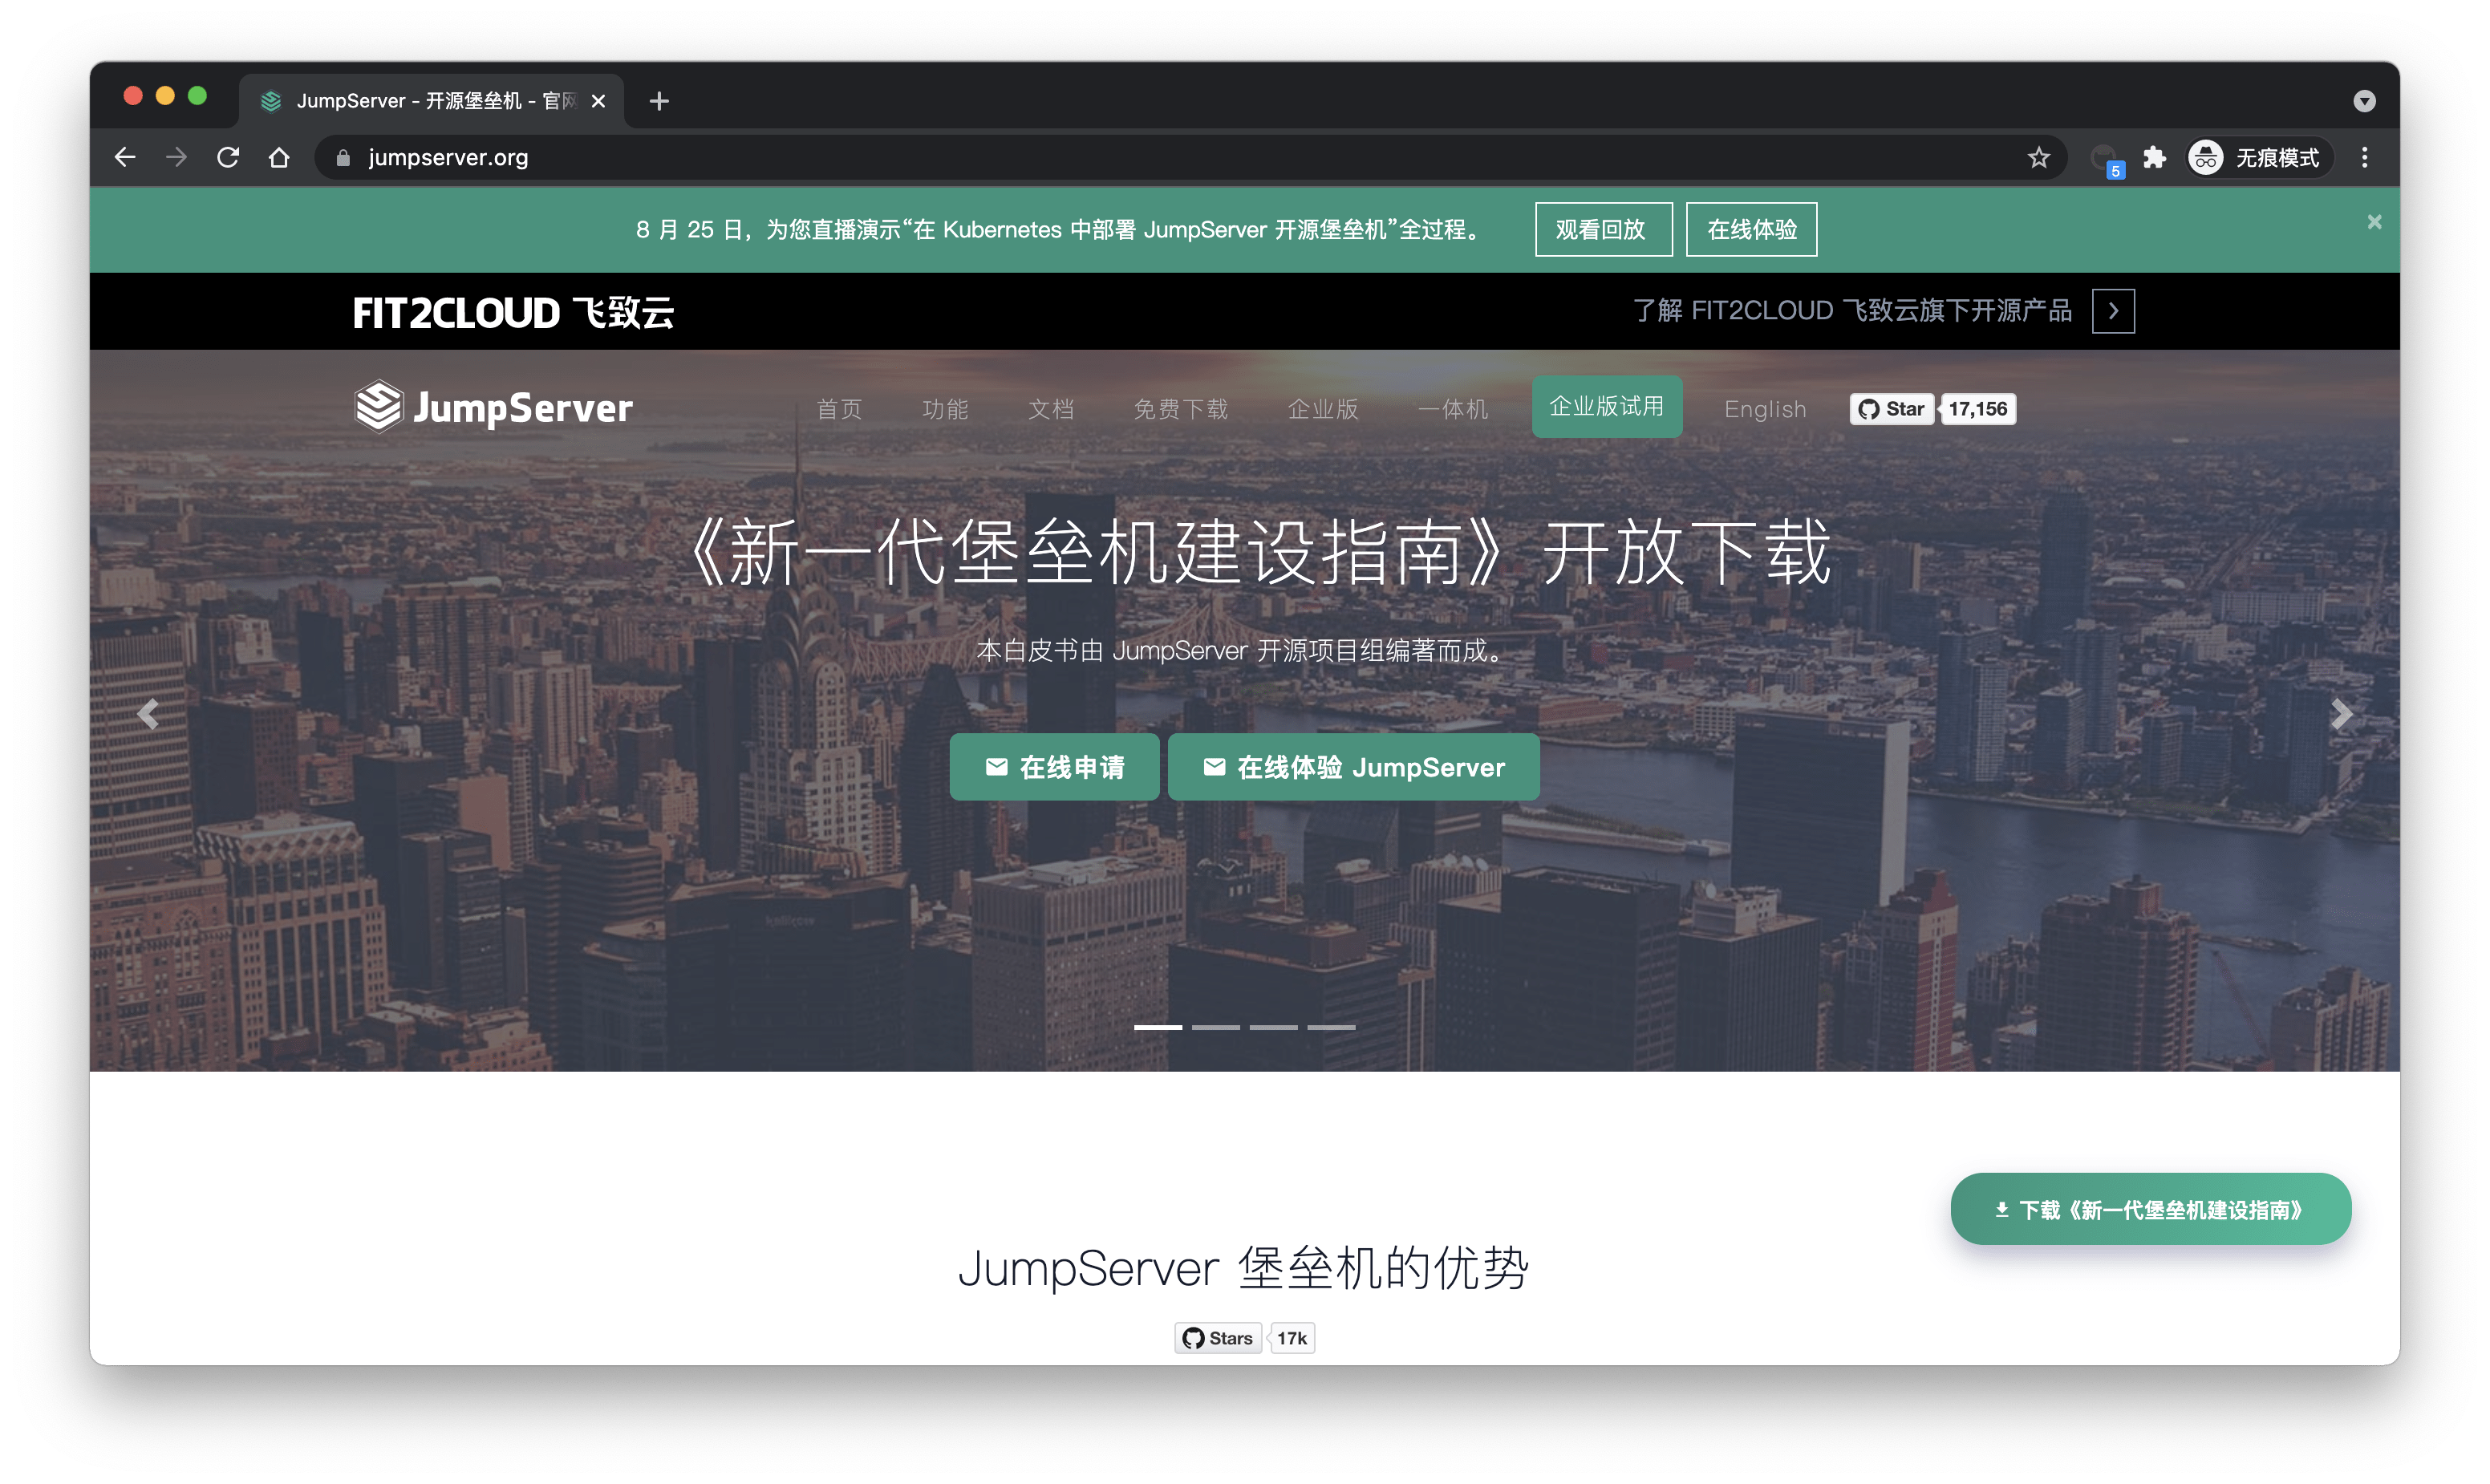 JumpServer - 开源堡垒机 - 官网
jumpserver.org
5
无痕模式
8 月 25 日，为您直播演示“在 Kubernetes 中部署 JumpServer 开源堡垒机”全过程。 观看回放 在线体验
FIT2CLOUD 飞致云
了解 FIT2CLOUD 飞致云旗下开源产品
JumpServer
首页 功能 文档 免费下载 企业版 一体机 企业版试用 English Star 17,156
《新一代堡垒机建设指南》开放下载
本白皮书由 JumpServer 开源项目组编著而成。
在线申请 在线体验 JumpServer
下载《新一代堡垒机建设指南》
JumpServer 堡垒机的优势
Stars 17k